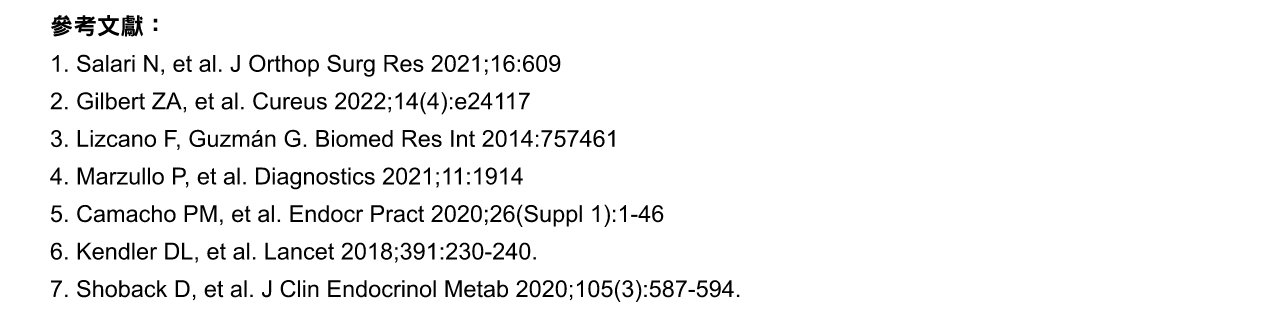 參考文獻：
1. Salari N, et al. J Orthop Surg Res 2021;16:609
2. Gilbert ZA, et al. Cureus 2022;14(4):e24117
3. Lizcano F, Guzmán G. Biomed Res Int 2014:757461
4. Marzullo P, et al. Diagnostics 2021;11:1914
5. Camacho PM, et al. Endocr Pract 2020;26(Suppl 1):1-46
6. Kendler DL, et al. Lancet 2018;391:230-240.
7. Shoback D, et al. J Clin Endocrinol Metab 2020;105(3):587-594.